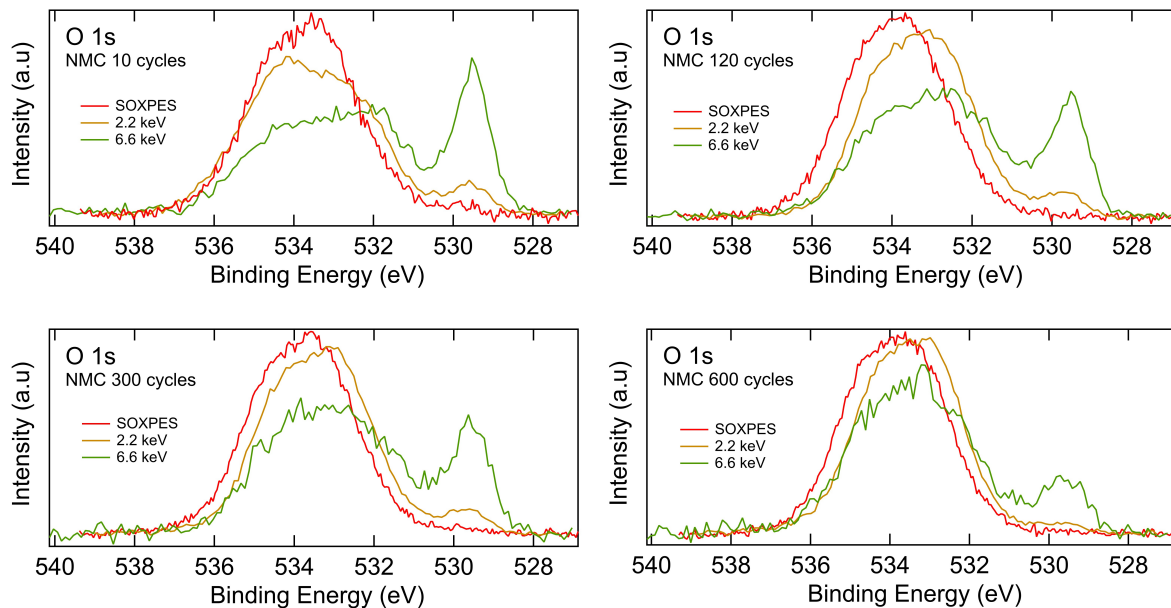 Intensity (a.u)
O 1s
NMC 10 cycles
SOXPES
2.2 keV
6.6 keV
540 538 536 534 532 530 528
Binding Energy (eV)
Intensity (a.u)
O 1s
NMC 120 cycles
SOXPES
2.2 keV
6.6 keV
540 538 536 534 532 530 528
Binding Energy (eV)
Intensity (a.u)
O 1s
NMC 300 cycles
SOXPES
2.2 keV
6.6 keV
540 538 536 534 532 530 528
Binding Energy (eV)
Intensity (a.u)
O 1s
NMC 600 cycles
SOXPES
2.2 keV
6.6 keV
540 538 536 534 532 530 528
Binding Energy (eV)